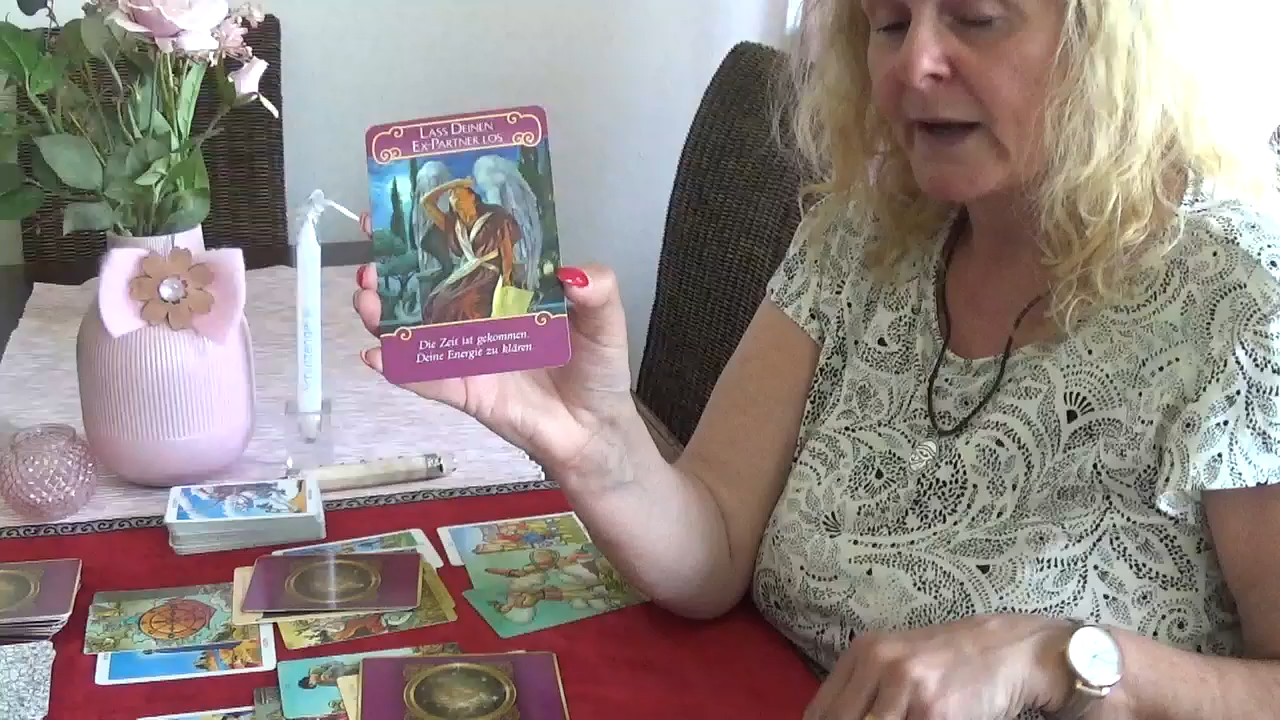 LASS DEINEN
EX-PARTNER LOS
Die Zeit ist gekommen,
Deine Energie zu klären.